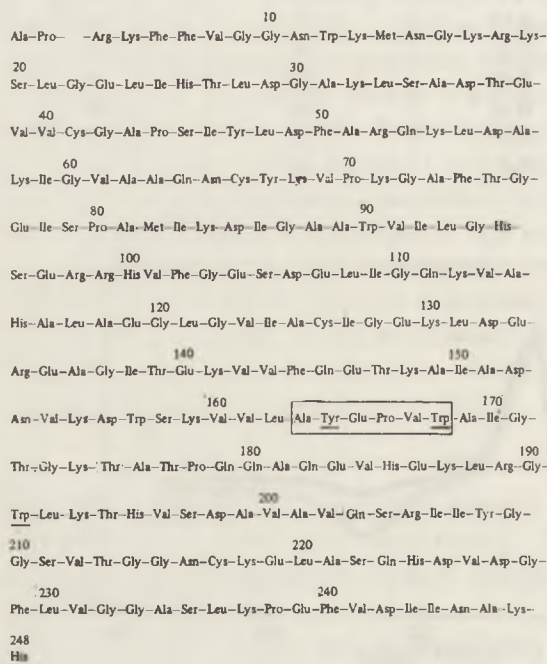 10
Ala-Pro- -Arg-Lys-Phe-Phe-Val-Gly-Gly-Asn-Trp-Lys-Met-Asn-Gly-Lys-Arg-Lys-
20 30
Ser-Leu-Gly-Glu-Leu-Ile-His-Thr-Leu-Asp-Gly-Ala-Lys-Leu-Ser-Ala-Asp-Thr-Glu-
40 50
Val-Val-Cys-Gly-Ala-Pro-Ser-Ile-Tyr-Leu-Asp-Phe-Ala-Arg-Gln-Lys-Leu-Asp-Ala-
60 70
Lys-Ile-Gly-Val-Ala-Ala-Gln-Asn-Cys-Tyr-Lys-Val-Pro-Lys-Gly-Ala-Phe-Thr-Gly-
80 90
Glu-Ile Ser Pro-Ala-Met-Ile-Lys-Asp-Ile-Gly-Ala-Ala-Trp-Val Ile Leu Gly His
100 110
Ser-Glu-Arg-Arg-His Val-Phe-Gly-Glu-Ser-Asp-Glu-Leu-Ile-Gly-Gln-Lys-Val-Ala-
120 130
His-Ala-Leu-Ala-Glu-Gly-Leu-Gly-Val-Ile-Ala-Cys-Ile-Gly-Glu-Lys-Leu-Asp-Glu-
140 150
Arg-Glu-Ala-Gly-Ile-Thr-Glu-Lys-Val-Val-Phe-Gln-Glu-Thr-Lys-Ala-Ile-Ala-Asp-
160 170
Asn-Val-Lys-Asp-Trp-Ser-Lys-Val-Val-Leu Ala-Tyr-Glu-Pro-Val-Trp-Ala-Ile-Gly-
180 190
Thr-Gly-Lys-Thr-Ala-Thr-Pro-Gln-Gln-Ala-Gln-Glu-Val-His-Glu-Lys-Leu-Arg-Gly-
200
Trp-Leu-Lys-Thr-His-Val-Ser-Asp-Ala-Val-Ala-Val-Gln-Ser-Arg-Ile-Ile-Tyr-Gly-
210 220
Gly-Ser-Val-Thr-Gly-Gly-Asn-Cys-Lys-Glu-Leu-Ala-Ser-Gln-His-Asp-Val-Asp-Gly-
230 240
Phe-Leu-Val-Gly-Gly-Ala-Ser-Leu-Lys-Pro-Glu-Phe-Val-Asp-Ile-Ile-Asn-Ala-Lys-
248
His